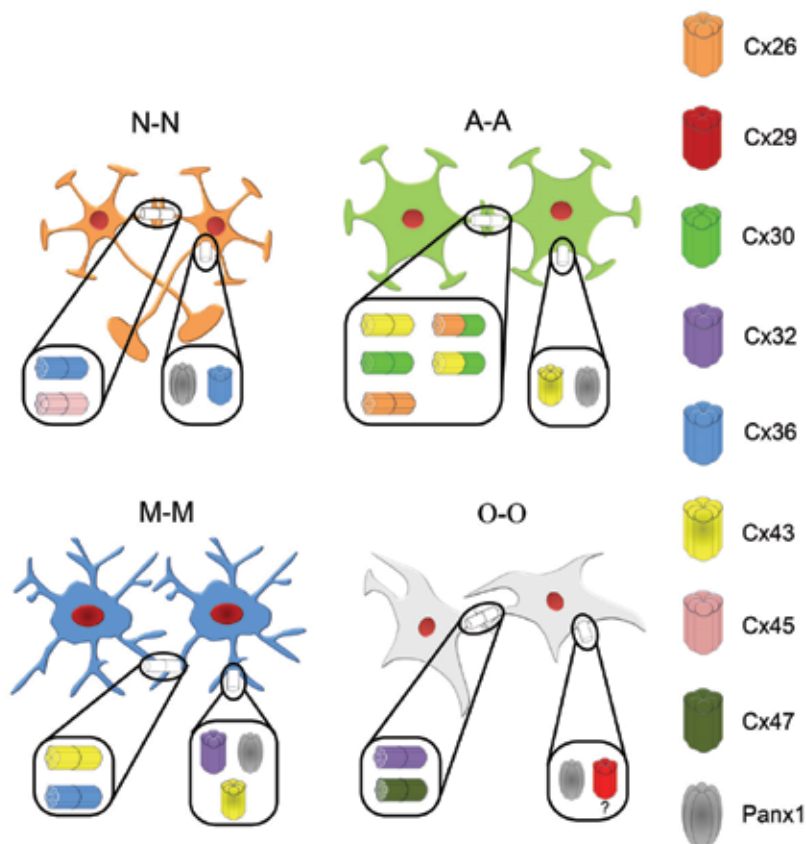 N-N
A-A
M-M
O-O
?
Cx26
Cx29
Cx30
Cx32
Cx36
Cx43
Cx45
Cx47
Panx1